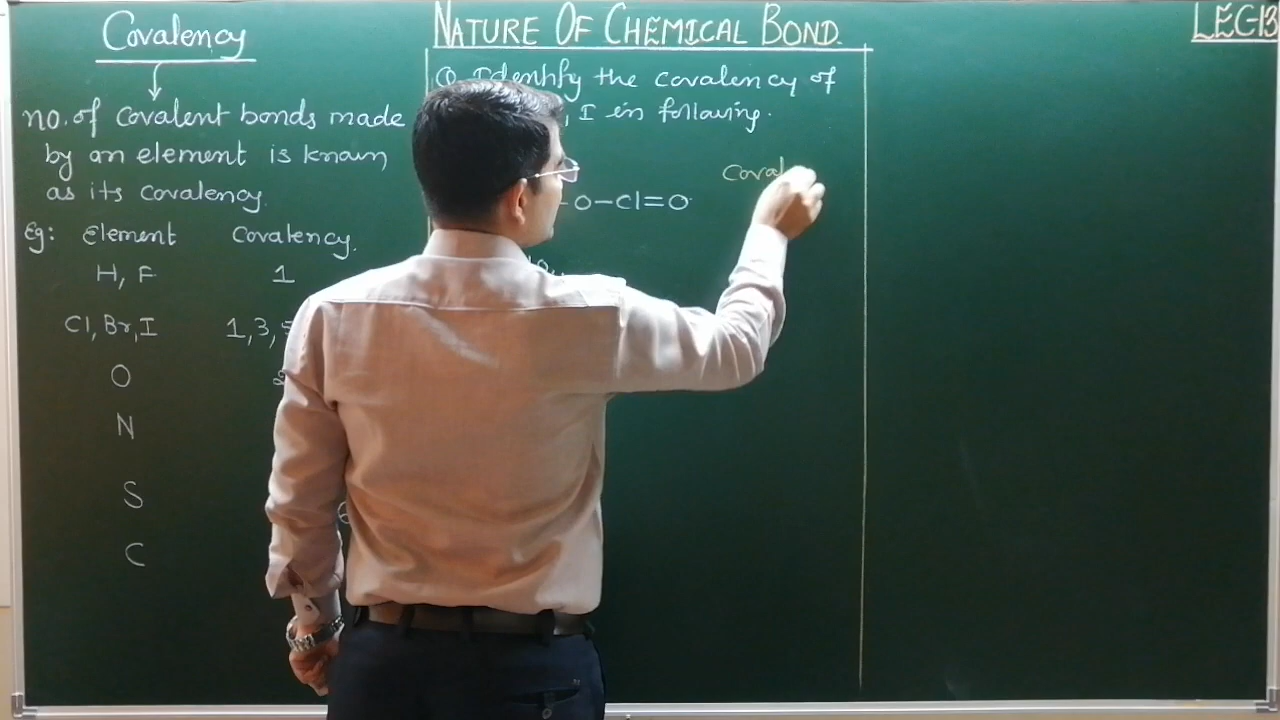 Covalency
no. of covalent bonds made
by an element is known
as its covalency.
Eg: Element Covalency.
H, F 1
Cl, Br, I 1, 3,
O
N
S
C
NATURE OF CHEMICAL BOND.
Q Identify the covalency of
, I in following.
-O-Cl=O
Coval
LEC-13